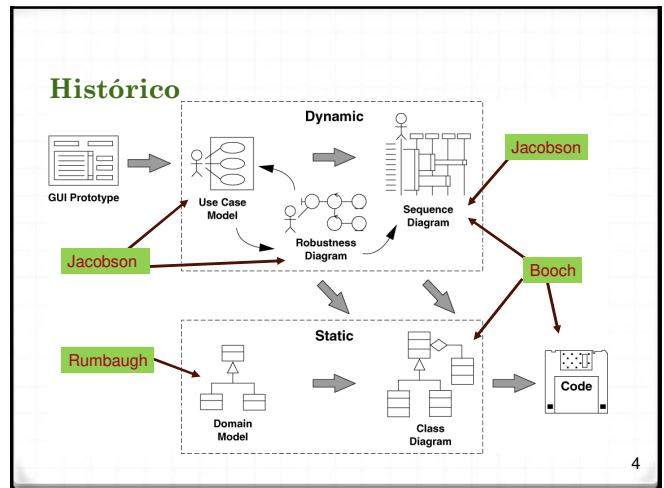 Histórico
Dynamic
Jacobson
GUI Prototype
Use Case
Model
Sequence
Diagram
Robustness
Diagram
Jacobson
Booch
Static
Rumbaugh
Code
Domain
Model
Class
Diagram
4